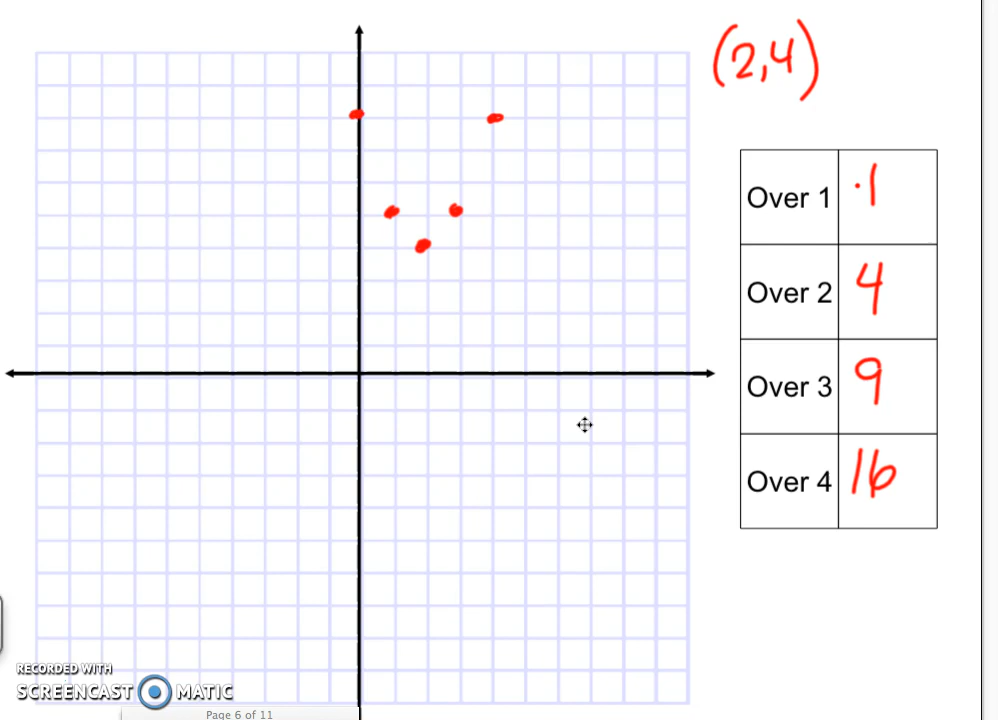 (2,4)
Over 1 ·1
Over 2 4
Over 3 9
Over 4 16
RECORDED WITH
SCREENCAST MATIC
Page 6 of 11